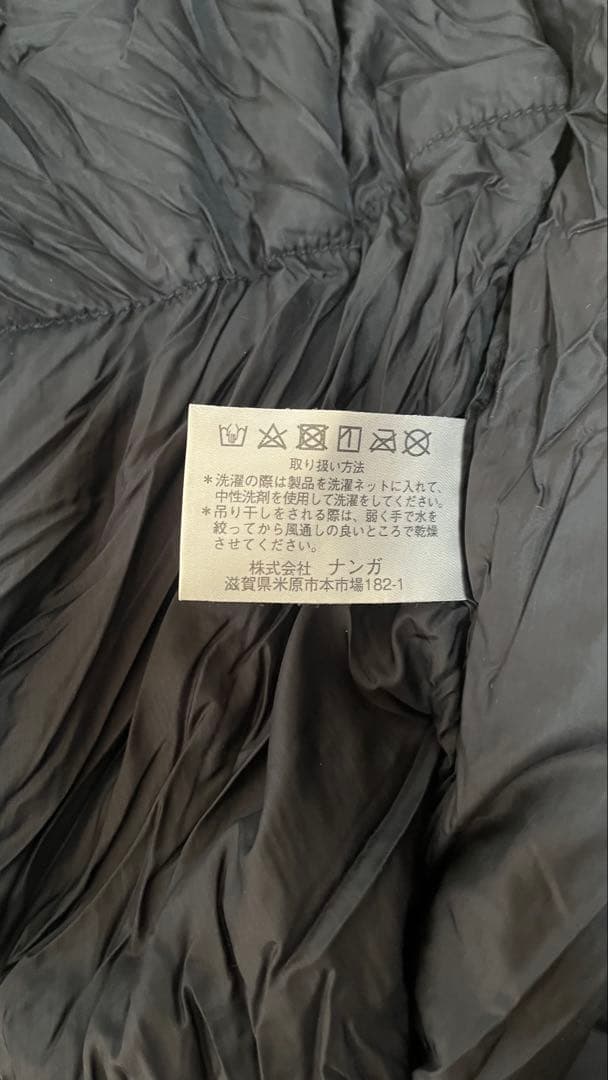 取り扱い方法
*洗濯の際は製品を洗濯ネットに入れて、
中性洗剤を使用して洗濯をしてください。
*吊り干しをされる際は、弱く手で水を
絞ってから風通しの良いところで乾燥
させてください。
株式会社 ナンガ
滋賀県米原市本市場182-1